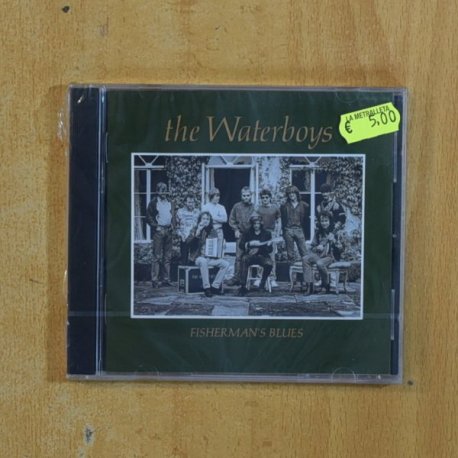 LA METRALLETA
€ 5,00
the Waterboys
FISHERMAN'S BLUES